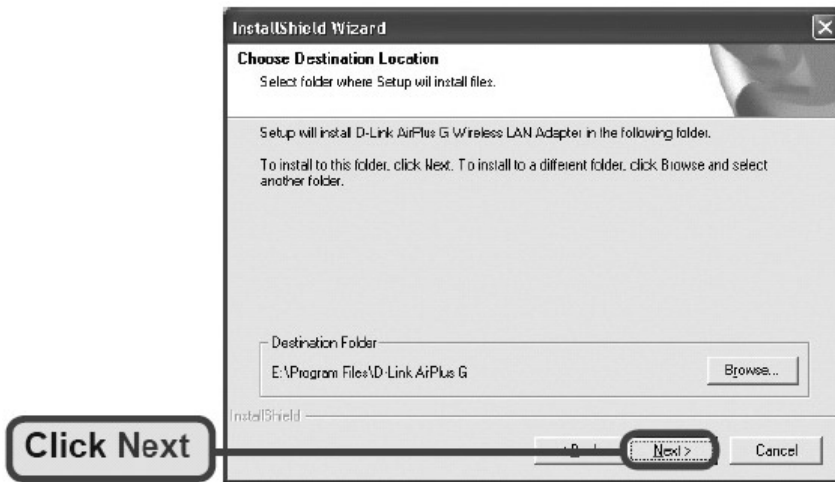 InstallShield Wizard
Choose Destination Location
Select folder where Setup will install files.
Setup will install D-Link AirPlus G Wireless LAN Adapter in the following folder.
To install to this folder, click Next. To install to a different folder, click Browse and select
another folder.
Destination Folder
E:\Program Files\D-Link AirPlus G
Browse...
InstallShield
Click Next
Next >
Cancel